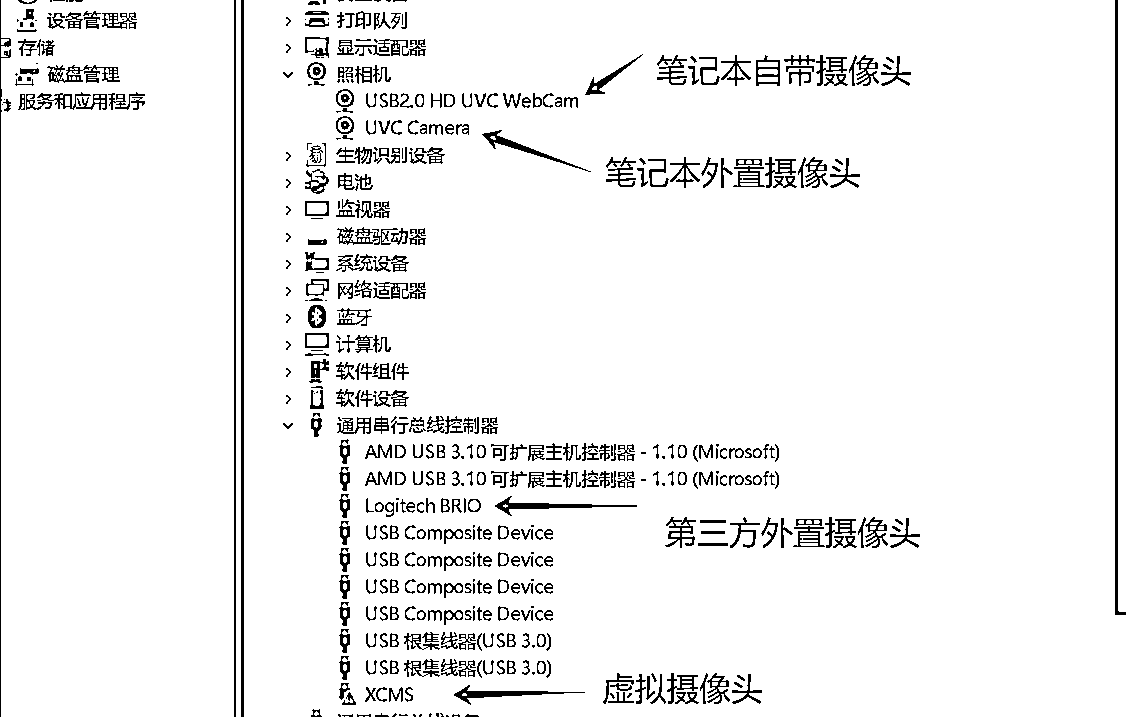 设备管理器
存储
磁盘管理
服务和应用程序
打印队列
显示适配器
照相机
USB2.0 HD UVC WebCam
笔记本自带摄像头
UVC Camera
笔记本外置摄像头
生物识别设备
电池
监视器
磁盘驱动器
系统设备
网络适配器
蓝牙
计算机
软件组件
软件设备
通用串行总线控制器
AMD USB 3.10 可扩展主机控制器 - 1.10 (Microsoft)
AMD USB 3.10 可扩展主机控制器 - 1.10 (Microsoft)
Logitech BRIO
第三方外置摄像头
USB Composite Device
USB Composite Device
USB Composite Device
USB Composite Device
USB 根集线器(USB 3.0)
USB 根集线器(USB 3.0)
XCMS
虚拟摄像头